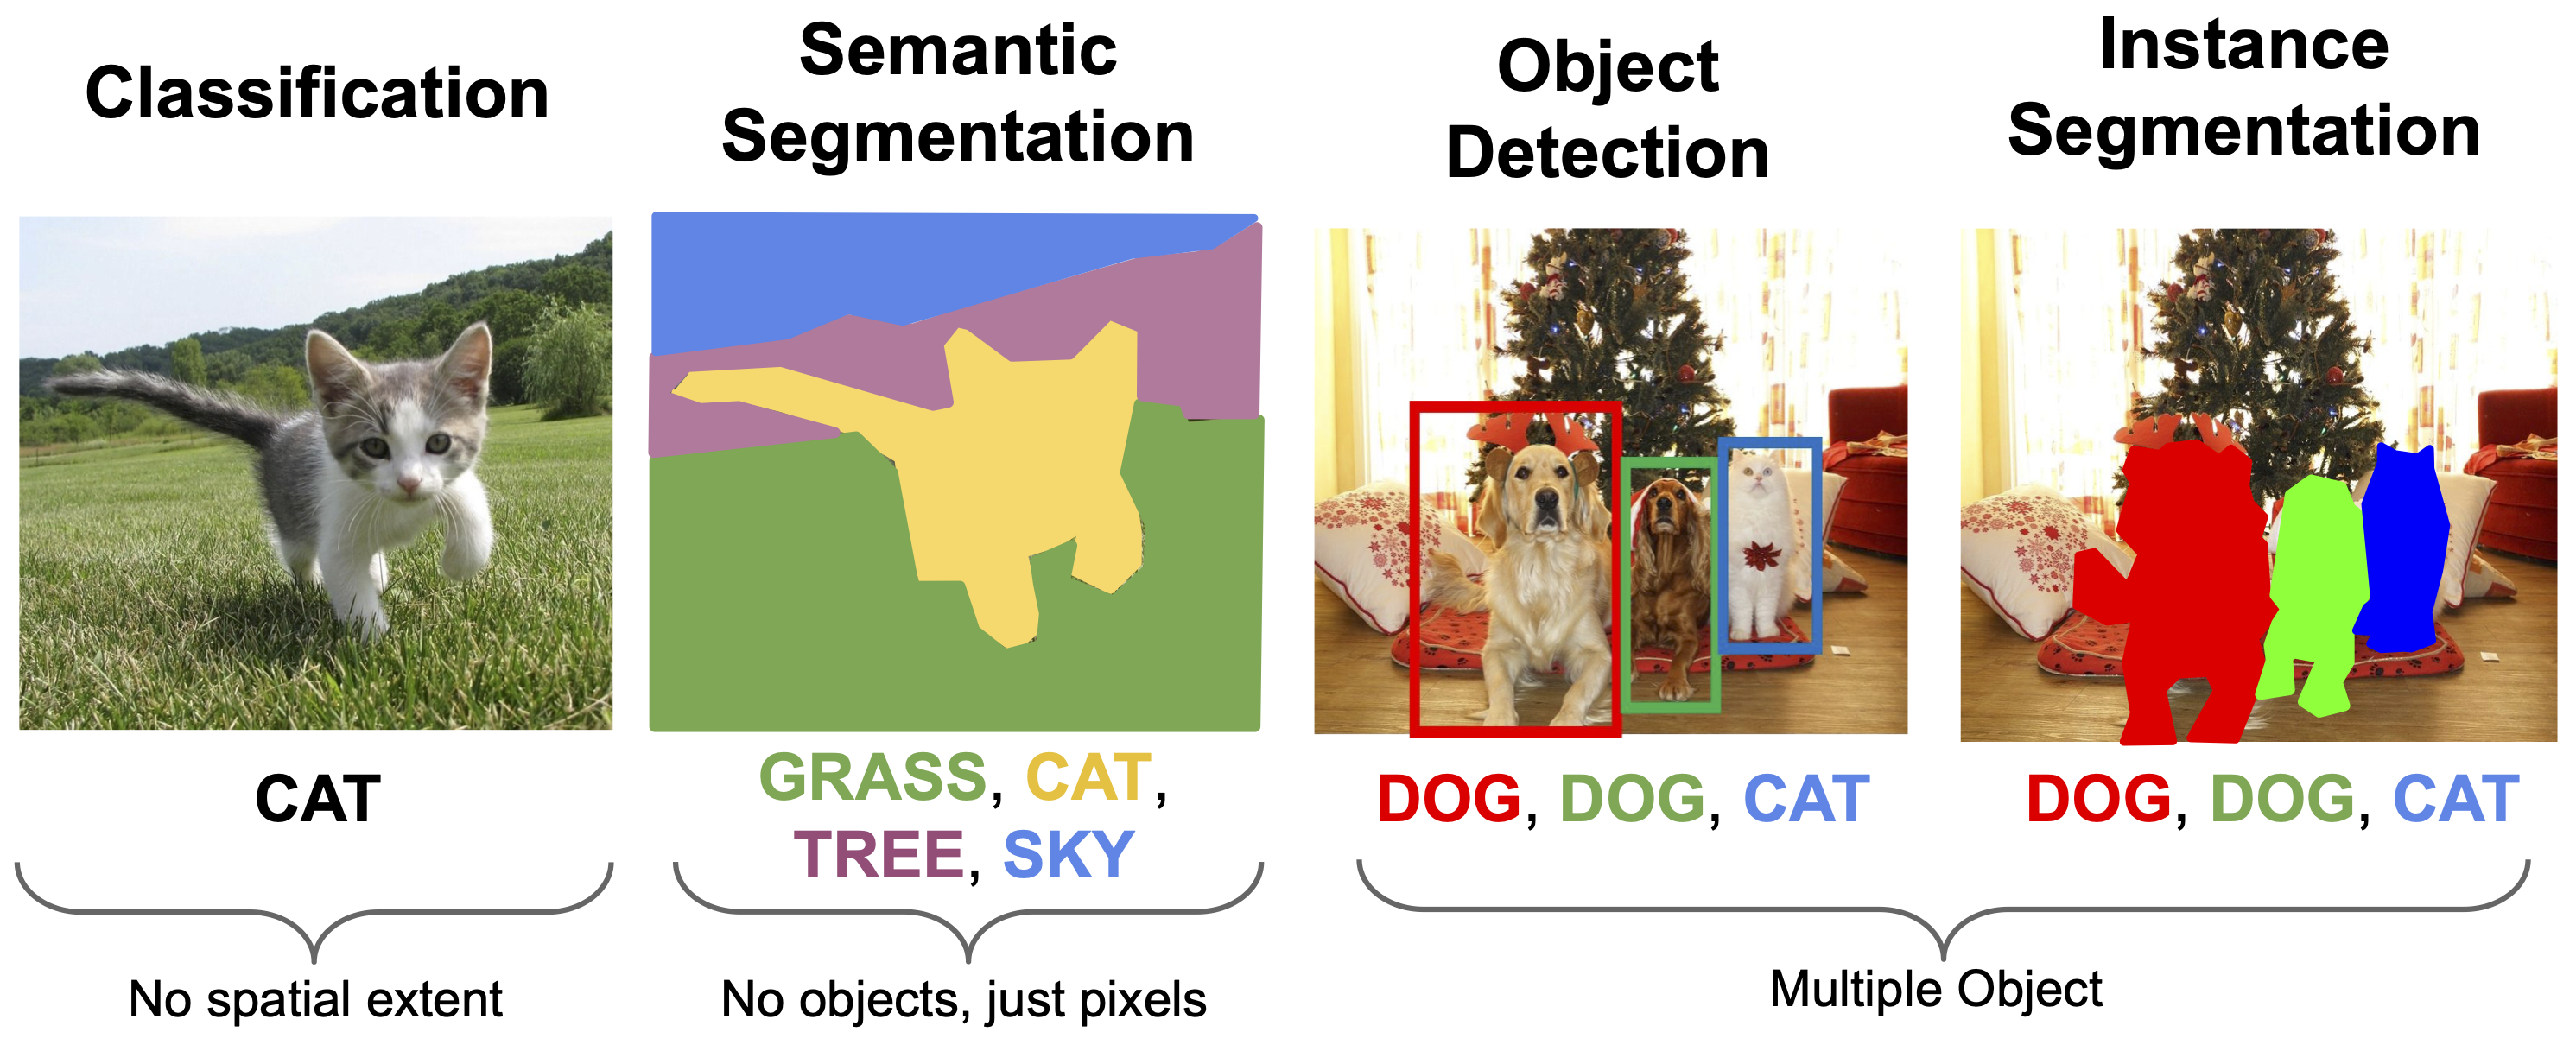 Classification
CAT
No spatial extent
Semantic
Segmentation
GRASS, CAT,
TREE, SKY
No objects, just pixels
Object
Detection
DOG, DOG, CAT
Instance
Segmentation
DOG, DOG, CAT
Multiple Object